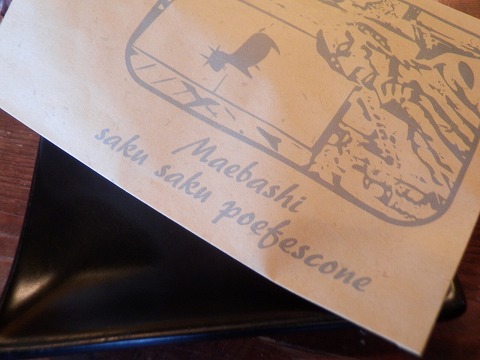 Maebashi
saku saku poefescone